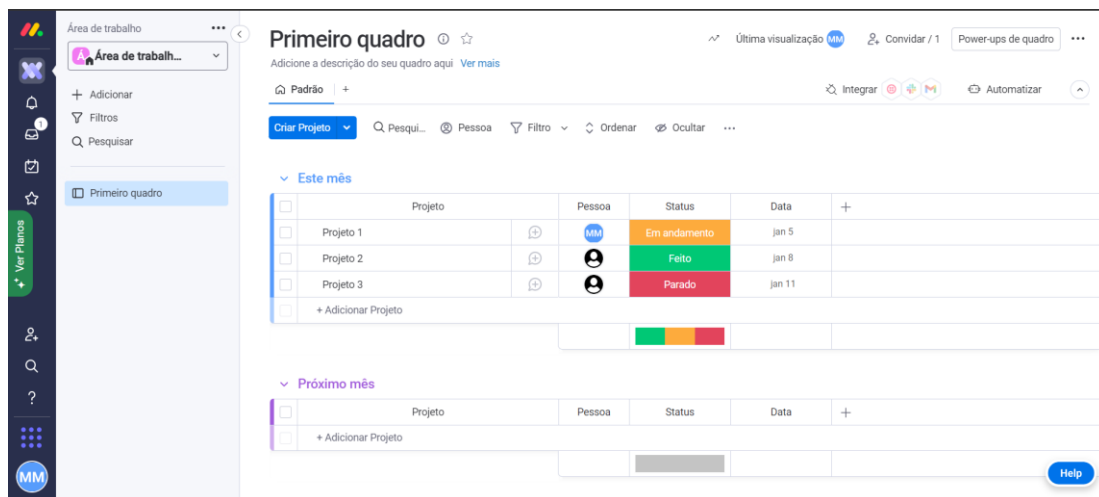 Área de trabalho
Á Área de trabalh...
+ Adicionar
Filtros
Pesquisar
Primeiro quadro
1
Ver Planos
?
MM
Primeiro quadro
Última visualização MM Convidar / 1 Power-ups de quadro
Adicione a descrição do seu quadro aqui Ver mais
Padrão +
Integrar Automatizar
Criar Projeto Pesqui... Pessoa Filtro Ordenar Ocultar ...
Este mês
Projeto Pessoa Status Data +
Projeto 1 MM Em andamento jan 5
Projeto 2 Feito jan 8
Projeto 3 Parado jan 11
+ Adicionar Projeto
Próximo mês
Projeto Pessoa Status Data +
+ Adicionar Projeto
Help